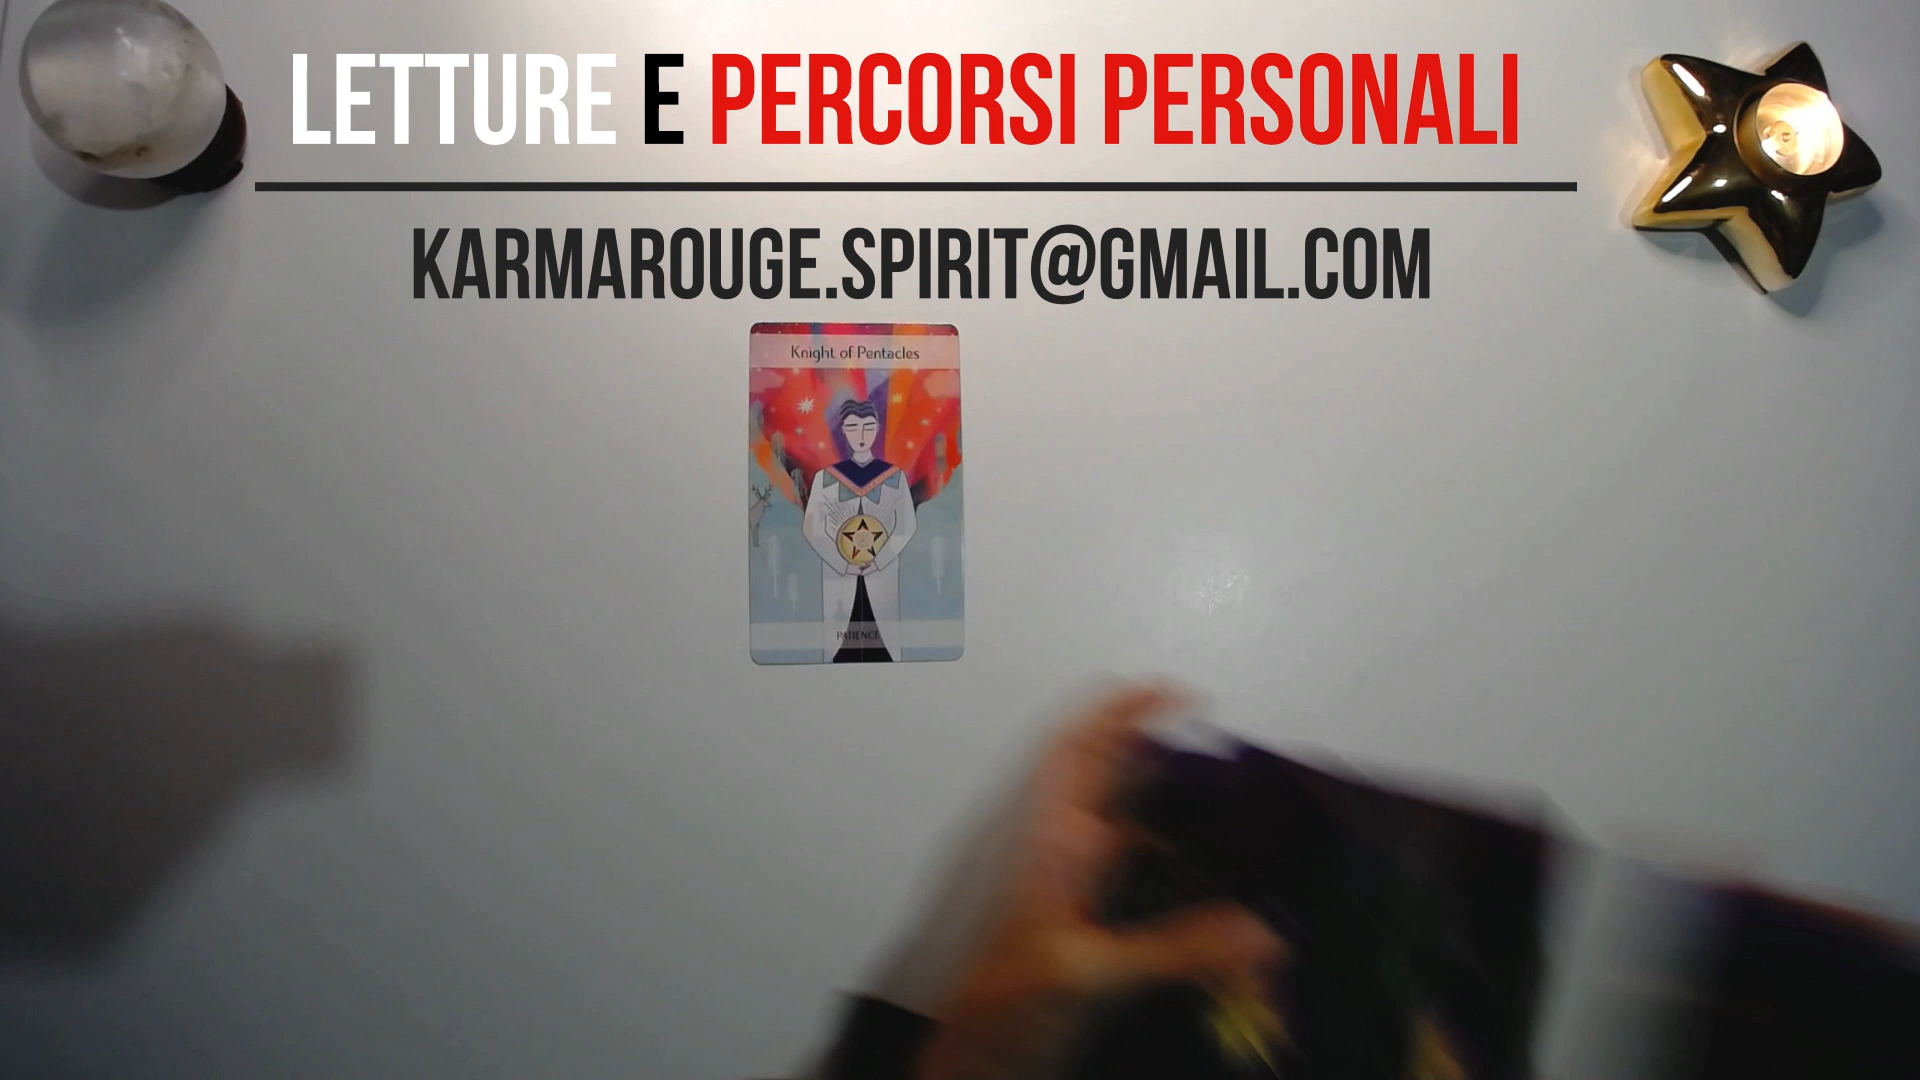 LETTURE E PERCORSI PERSONALI
KARMAROUGE.SPIRIT@GMAIL.COM
Knight of Pentacles
PATIENCE